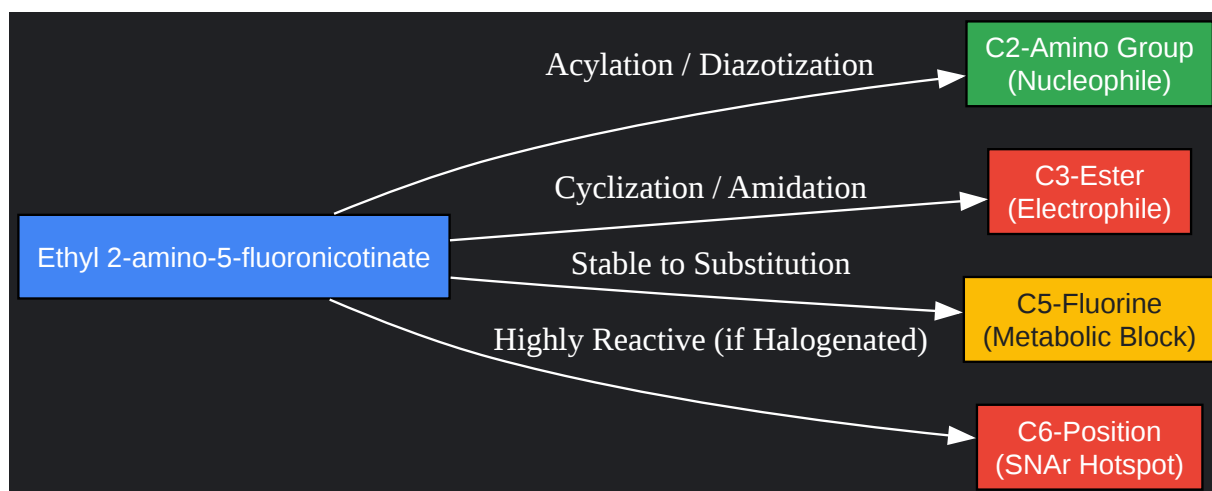 Ethyl 2-amino-5-fluoronicotinate
Acylation / Diazotization
C2-Amino Group
(Nucleophile)
Cyclization / Amidation
C3-Ester
(Electrophile)
Stable to Substitution
C5-Fluorine
(Metabolic Block)
Highly Reactive (if Halogenated)
C6-Position
(SNAr Hotspot)